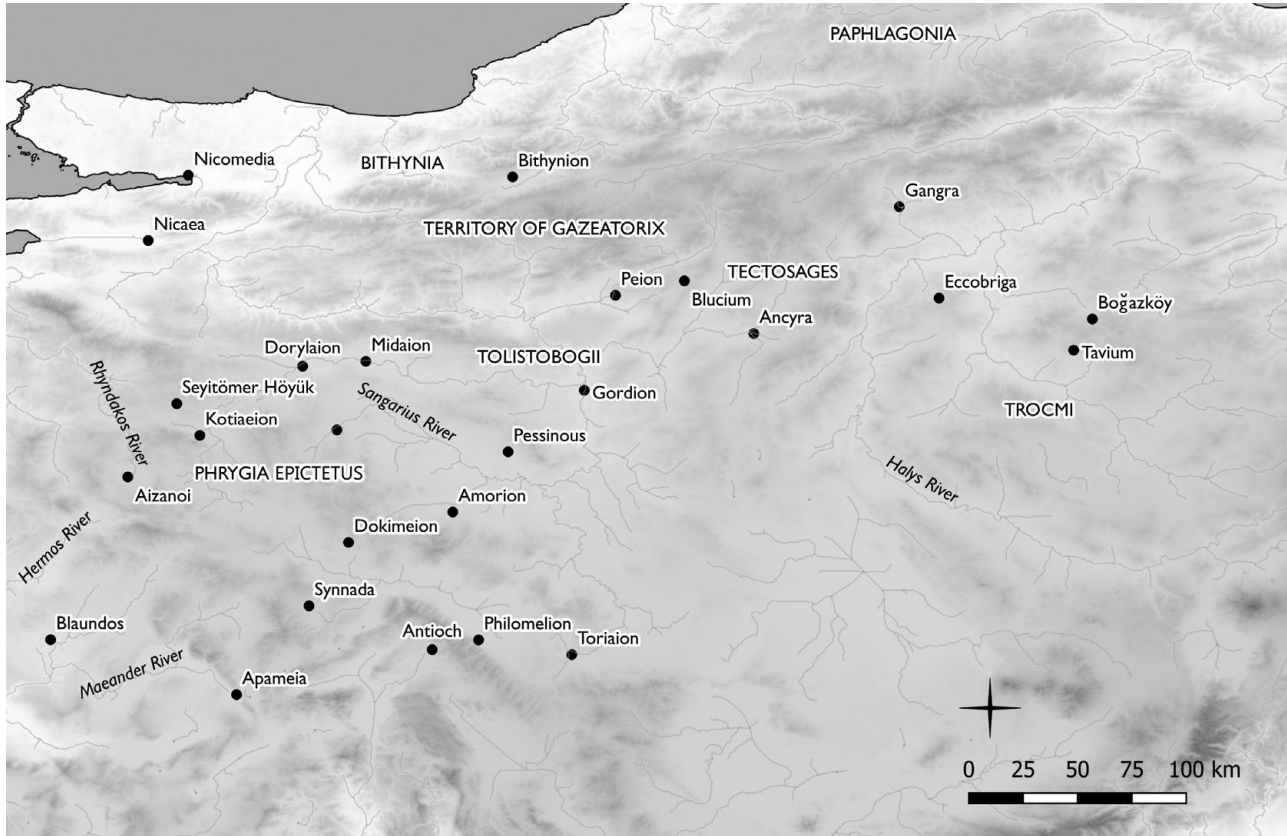 PAPHLAGONIA
Nicomedia
BITHYNIA
Bithynion
Gangra
Nicaea
TERRITORY OF GAZEATORIX
Peion
TECTOSAGES
Blucium
Eccobriga
Boğazköy
Ancyra
Dorylaion
Midaion
TOLISTOBOGII
Tavium
Rhyndakos River
Seyitömer Höyük
Sangarius River
Gordion
TROCMI
Kotiaeion
Pessinous
PHRYGIA EPICTETUS
Halys River
Aizanoi
Amorion
Hermos River
Dokimeion
Synnada
Blaundos
Antioch
Philomelion
Toriaion
Maeander River
Apameia
0 25 50 75 100 km